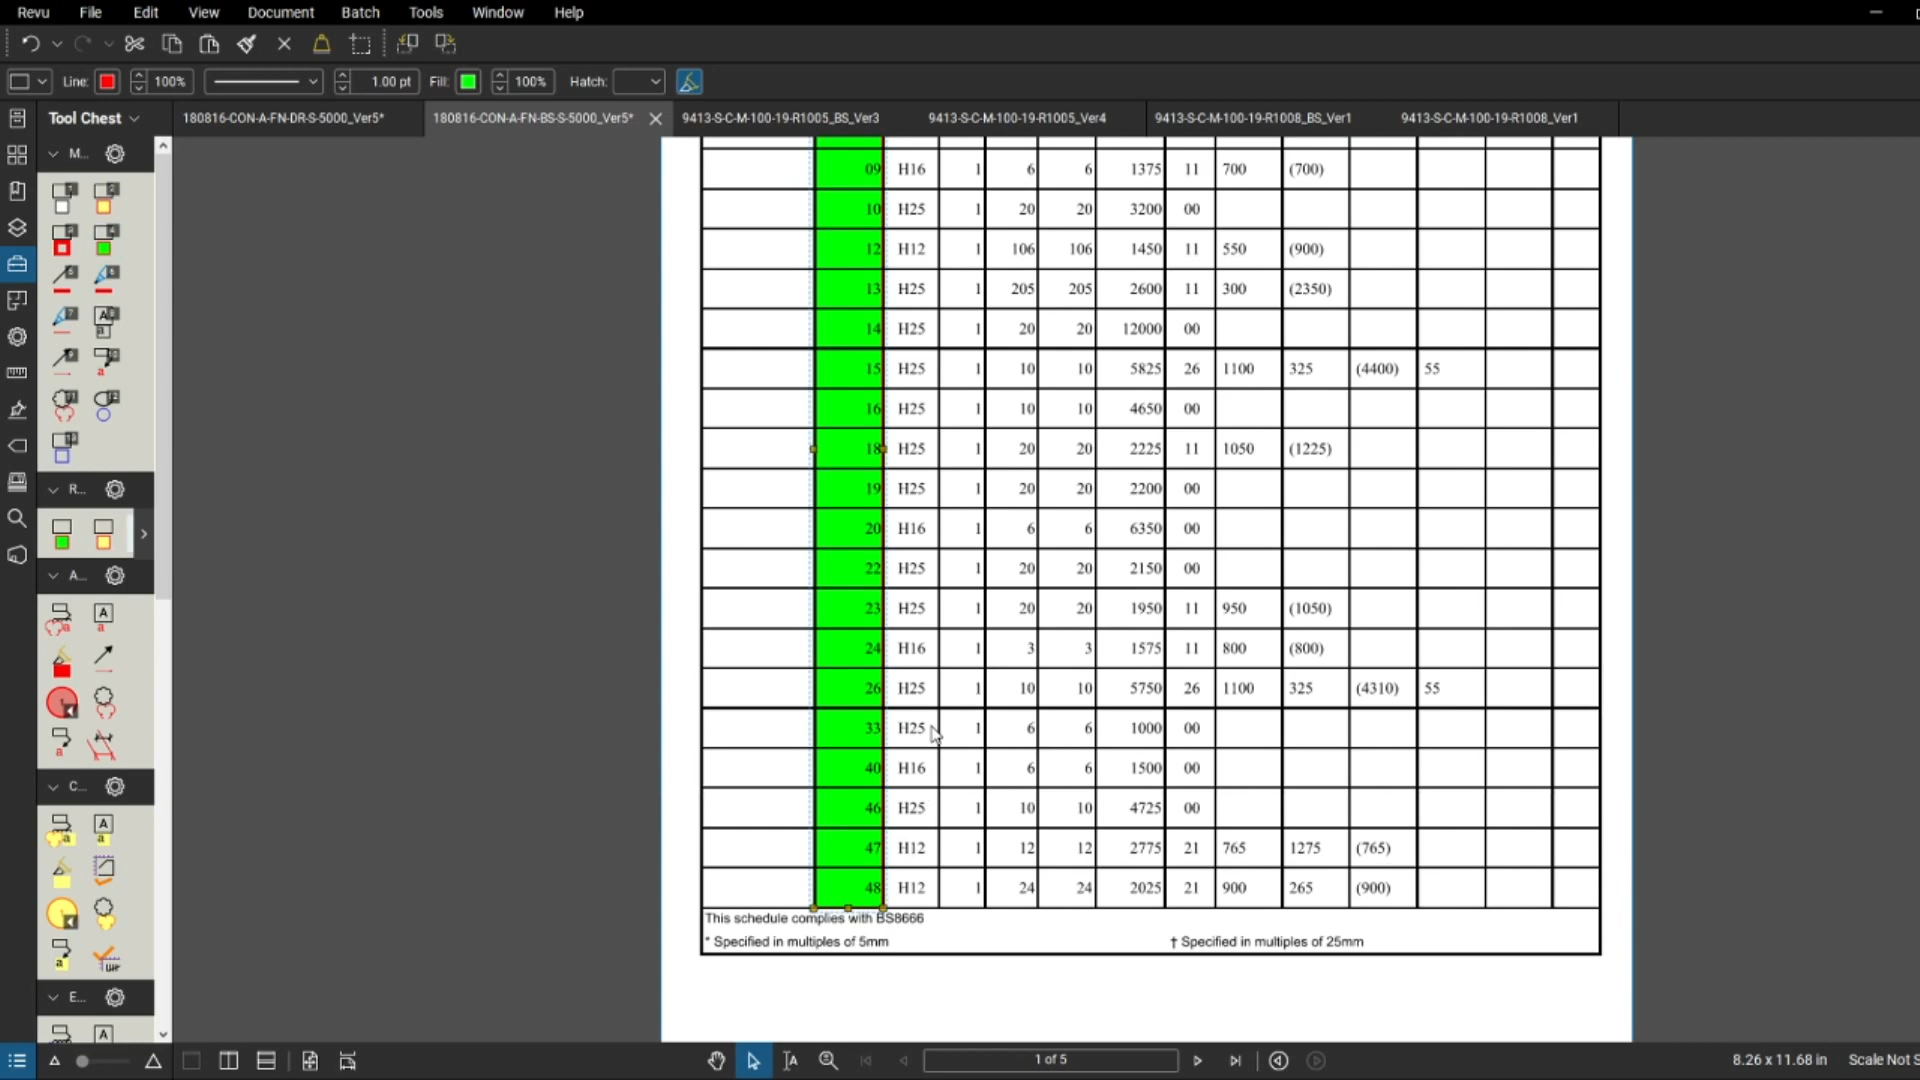 Revu File Edit View Document Batch Tools Window Help
Line: 100% 1.00 pt Fill: 100% Hatch:
Tool Chest 180816-CON-A-FN-DR-S-5000_Ver5* 180816-CON-A-FN-BS-S-5000_Ver5* 9413-S-C-M-100-19-R1005_BS_Ver3 9413-S-C-M-100-19-R1005_Ver4 9413-S-C-M-100-19-R1008_BS_Ver1 9413-S-C-M-100-19-R1008_Ver1
M...
R...
A...
C...
E...
09 H16 1 6 6 1375 11 700 (700)
10 H25 1 20 20 3200 00
12 H12 1 106 106 1450 11 550 (900)
13 H25 1 205 205 2600 11 300 (2350)
14 H25 1 20 20 12000 00
15 H25 1 10 10 5825 26 1100 325 (4400) 55
16 H25 1 10 10 4650 00
18 H25 1 20 20 2225 11 1050 (1225)
19 H25 1 20 20 2200 00
20 H16 1 6 6 6350 00
22 H25 1 20 20 2150 00
23 H25 1 20 20 1950 11 950 (1050)
24 H16 1 3 3 1575 11 800 (800)
26 H25 1 10 10 5750 26 1100 325 (4310) 55
33 H25 1 6 6 1000 00
40 H16 1 6 6 1500 00
46 H25 1 10 10 4725 00
47 H12 1 12 12 2775 21 765 1275 (765)
48 H12 1 24 24 2025 21 900 265 (900)
This schedule complies with BS8666
* Specified in multiples of 5mm † Specified in multiples of 25mm
1 of 5 8.26 x 11.68 in Scale Not S